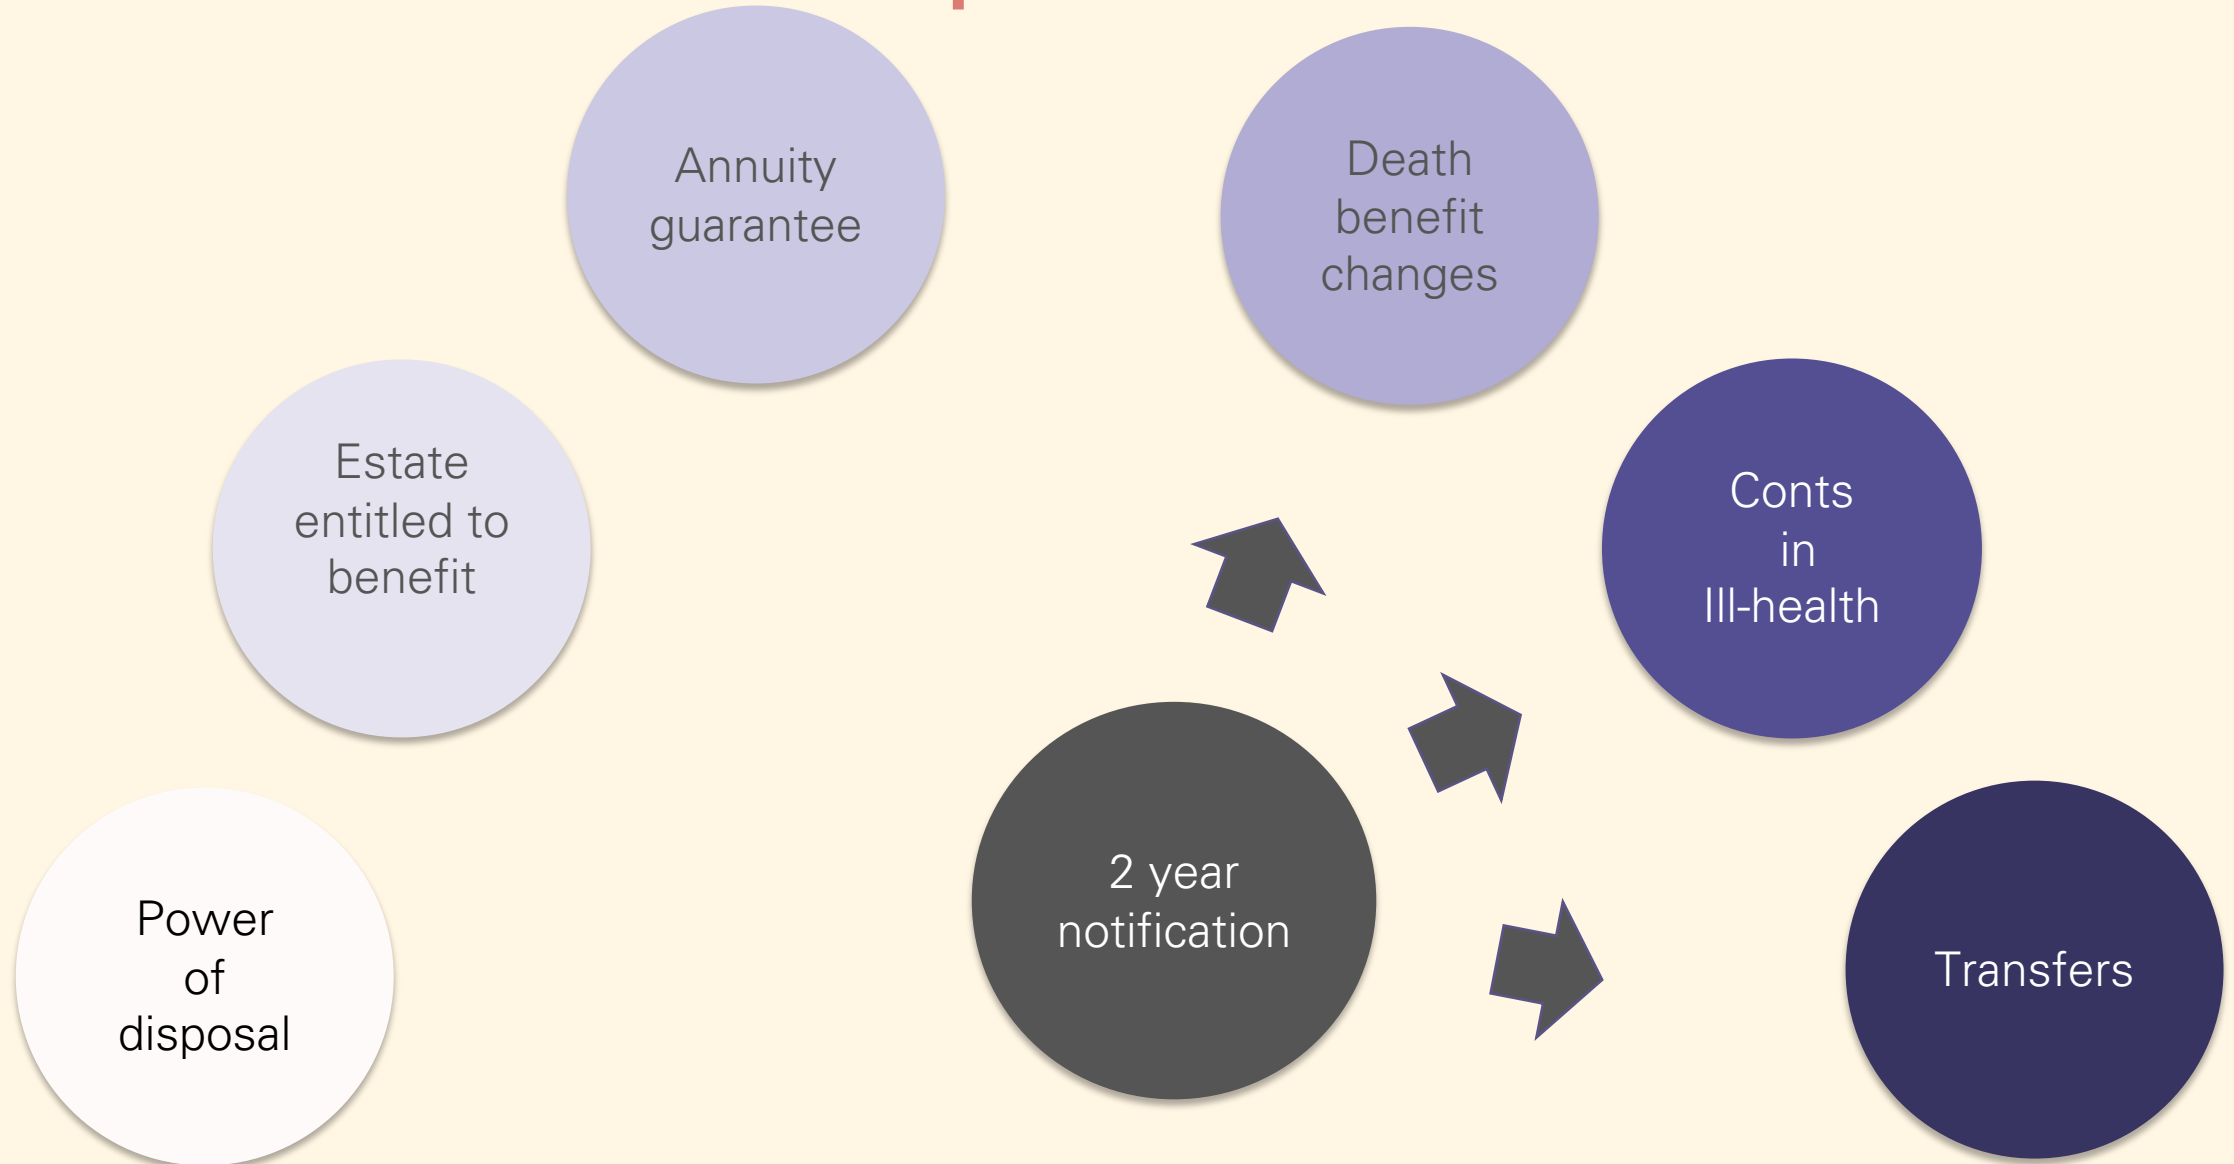 Annuity
guarantee
Death
benefit
changes
Estate
entitled to
benefit
Conts
in
Ill-health
Power
of
disposal
2 year
notification
Transfers